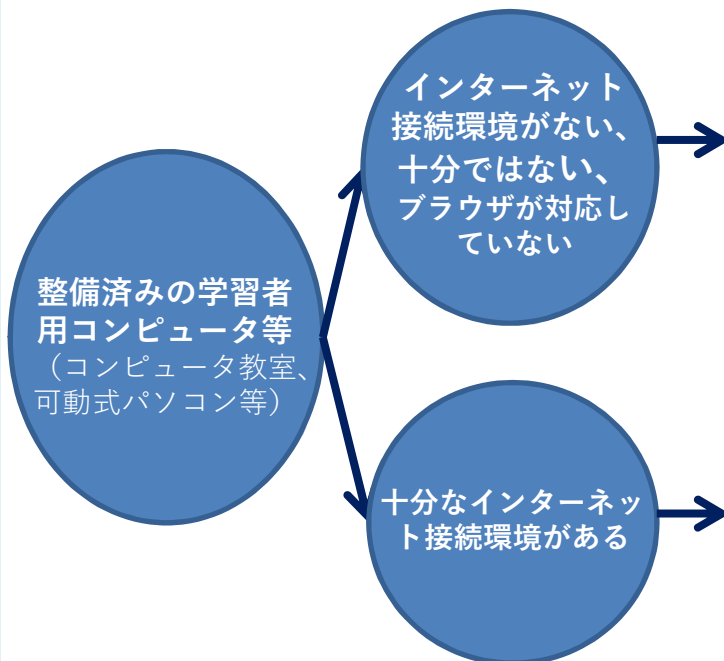 整備済みの学習者
用コンピュータ等
（コンピュータ教室、
可動式パソコン等）
インターネット
接続環境がない、
十分ではない、
ブラウザが対応し
ていない
十分なインターネッ
ト接続環境がある